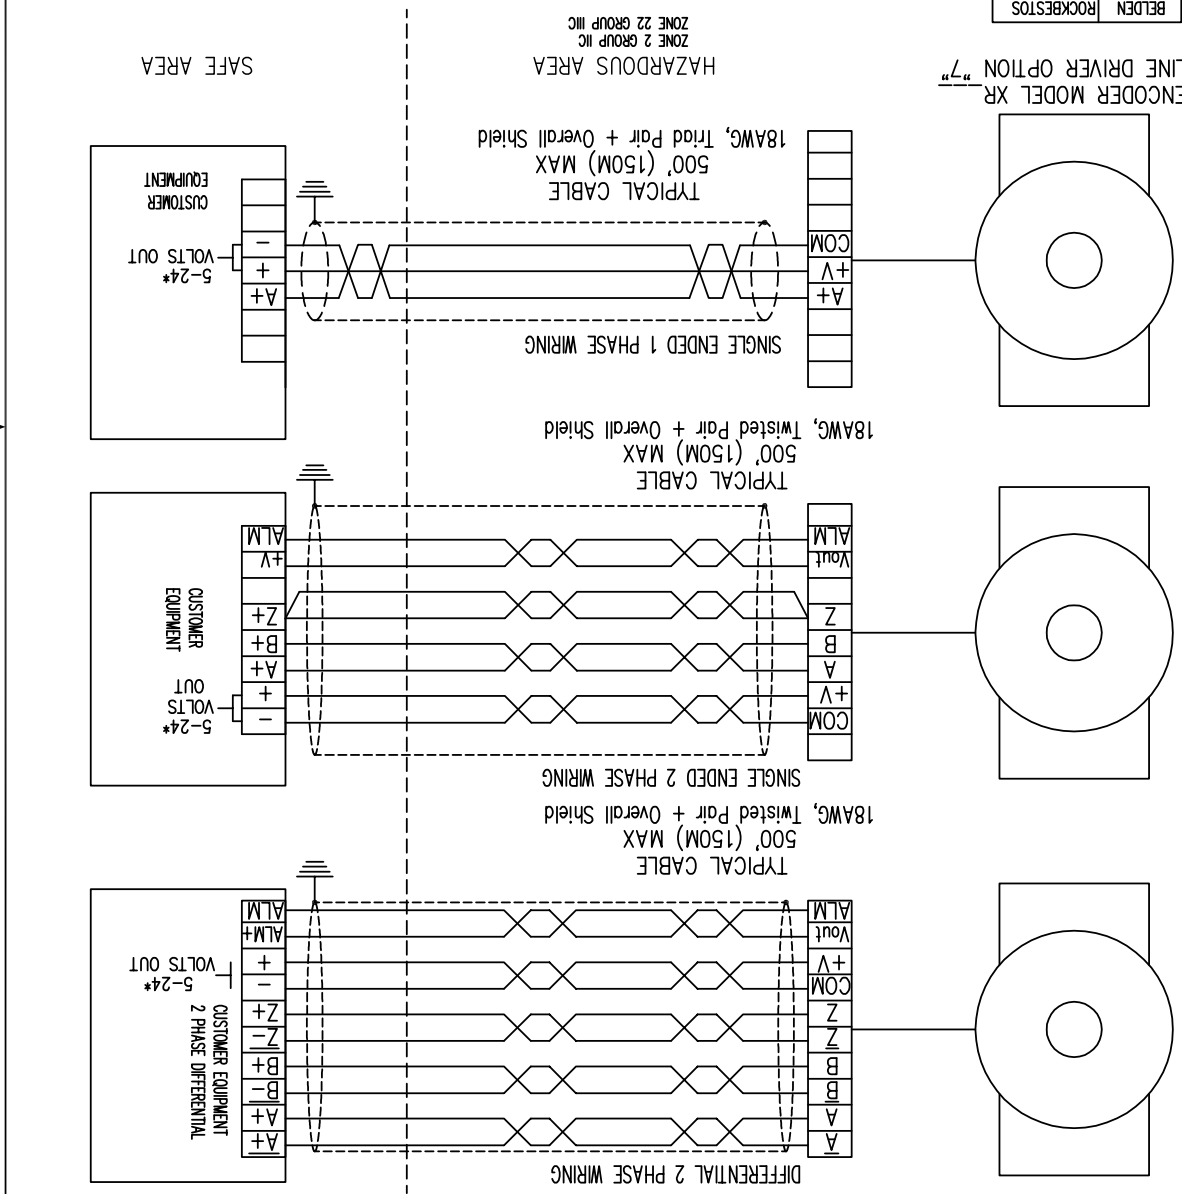 DIFFERENTIAL 2 PHASE WIRING
A̅
A
B̅
B
Z̅
Z
COM
+V
Vout
ALM
A̅+̅
A+
B̅-̅
B+
Z̅-̅
Z+
-
+
ALM+
ALM
CUSTOMER EQUIPMENT
2 PHASE DIFFERENTIAL
5-24*
VOLTS OUT
TYPICAL CABLE
500' (150M) MAX
18AWG, Twisted Pair + Overall Shield
SINGLE ENDED 2 PHASE WIRING
COM
+V
A
B
Z
Vout
ALM
-
+
A+
B+
Z+
+V
ALM
5-24*
VOLTS
OUT
CUSTOMER
EQUIPMENT
TYPICAL CABLE
500' (150M) MAX
18AWG, Twisted Pair + Overall Shield
SINGLE ENDED 1 PHASE WIRING
A+
+V
COM
A+
+
-
5-24*
VOLTS OUT
CUSTOMER
EQUIPMENT
TYPICAL CABLE
500' (150M) MAX
18AWG, Triad Pair + Overall Shield
ENCODER MODEL XR___
LINE DRIVER OPTION "7"
HAZARDOUS AREA
ZONE 2 GROUP IIC
ZONE 22 GROUP IIIC
SAFE AREA
BELDEN ROCKBESTOS